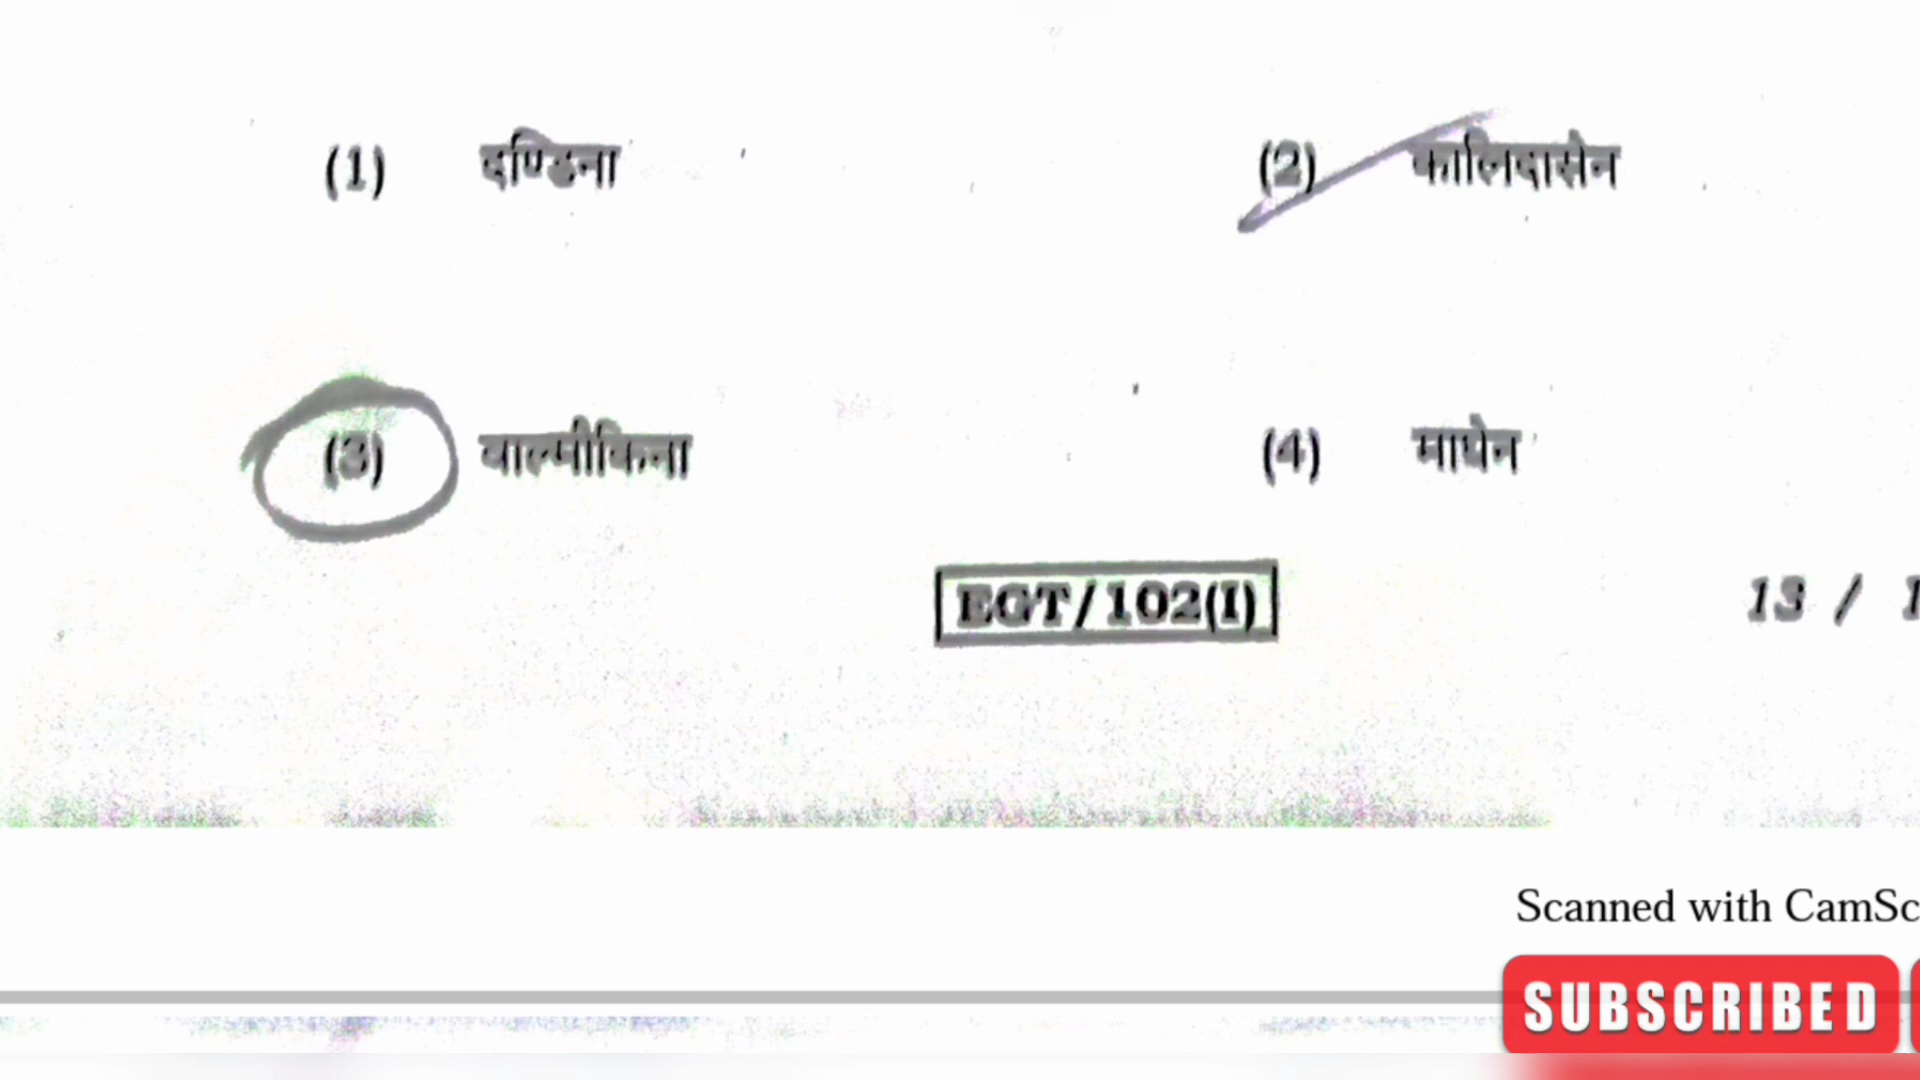 (1) दण्डिना (2) कालिदासेन
(3) वाल्मीकिना (4) माघेन
EGT/102(I) 13 /
Scanned with CamSc
SUBSCRIBED